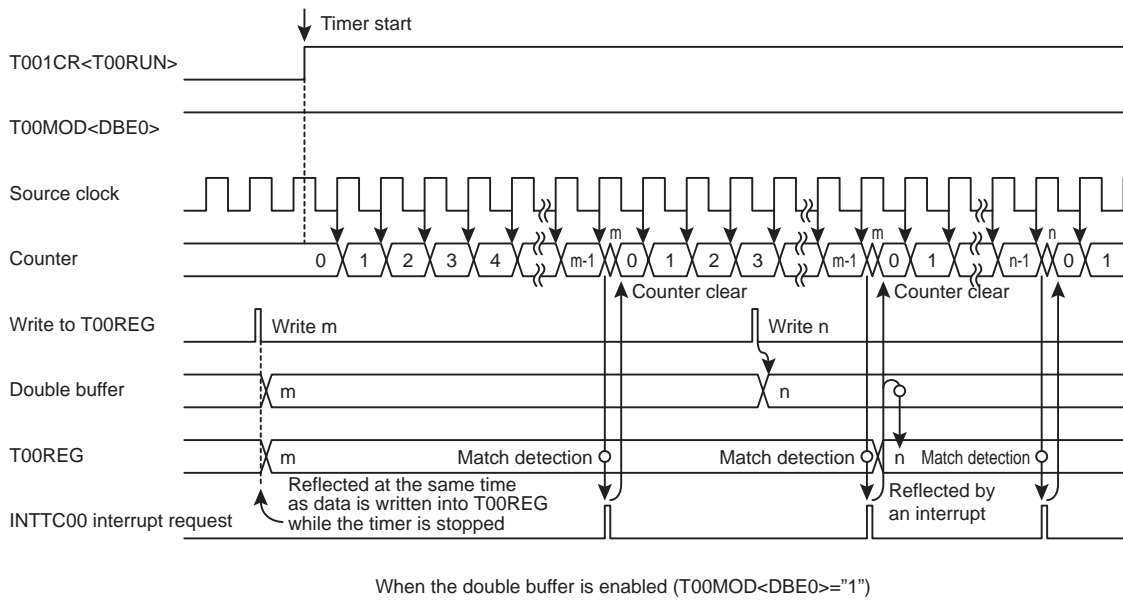 Timer start
T001CR<T00RUN>
T00MOD<DBE0>
Source clock
m m n
Counter 0 1 2 3 4 m-1 0 1 2 3 m-1 0 1 n-1 0 1
Counter clear Counter clear
Write to T00REG Write m Write n
Double buffer m n
T00REG m Match detection Match detection n Match detection
Reflected at the same time
as data is written into T00REG
while the timer is stopped
Reflected by
an interrupt
INTTC00 interrupt request
When the double buffer is enabled (T00MOD<DBE0>=”1”)